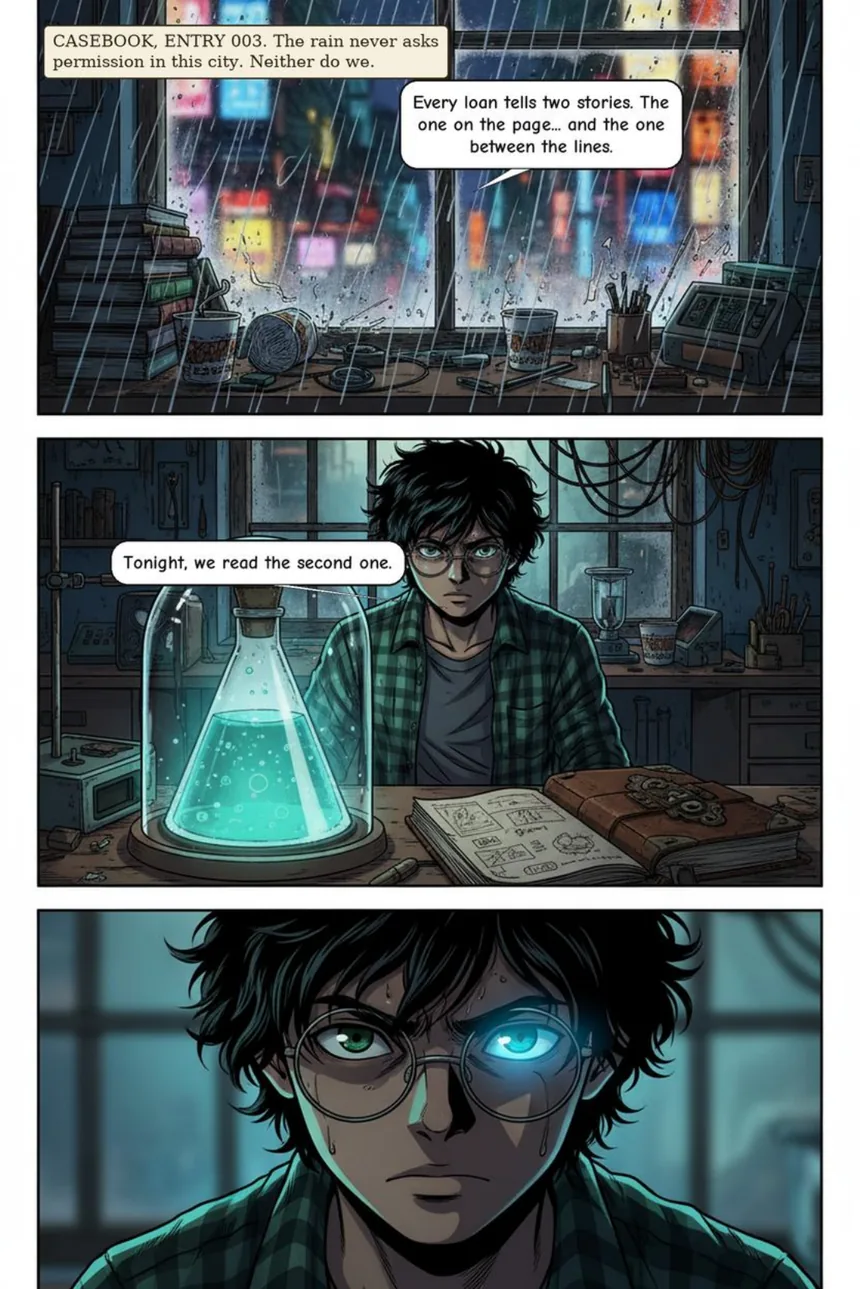 CASEBOOK, ENTRY 003. The rain never asks
permission in this city. Neither do we.
Every loan tells two stories. The
one on the page... and the one
between the lines.
Tonight, we read the second one.